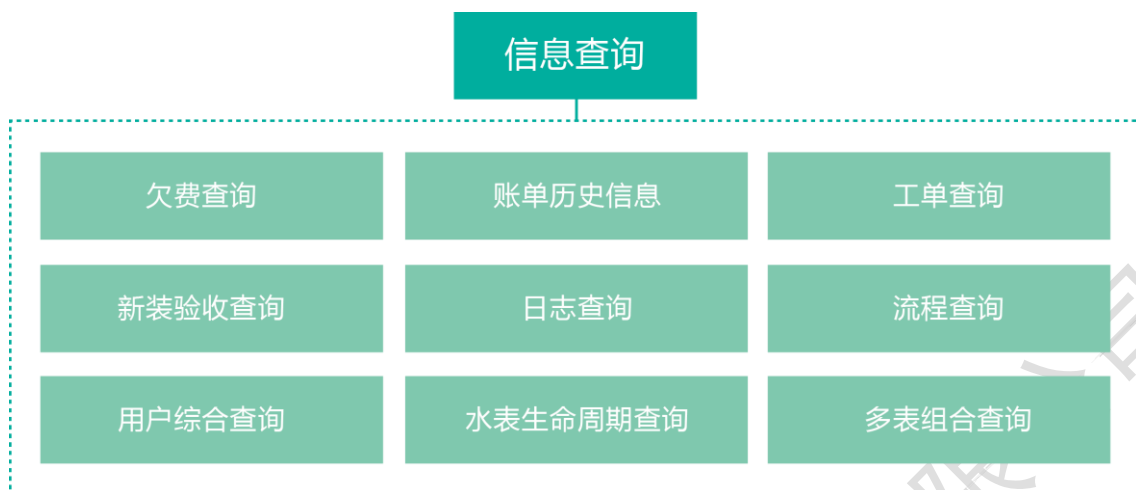 信息查询
欠费查询
账单历史信息
工单查询
新装验收查询
日志查询
流程查询
用户综合查询
水表生命周期查询
多表组合查询